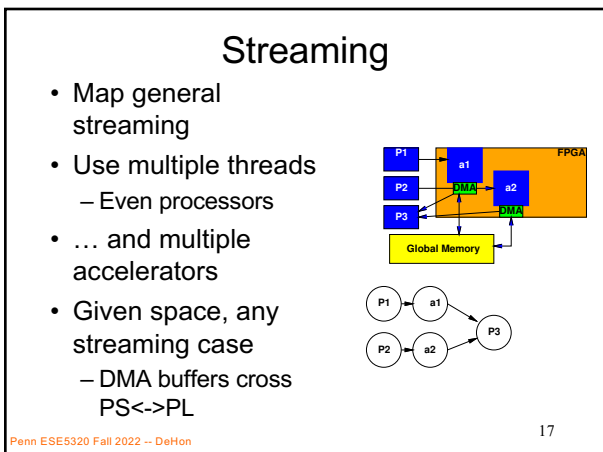 Streaming
• Map general
streaming
• Use multiple threads
– Even processors
• … and multiple
accelerators
• Given space, any
streaming case
– DMA buffers cross
PS<->PL
FPGA
P1
a1
P2
DMA
a2
P3
DMA
Global Memory
P1
a1
P3
P2
a2
Penn ESE5320 Fall 2022 -- DeHon
17